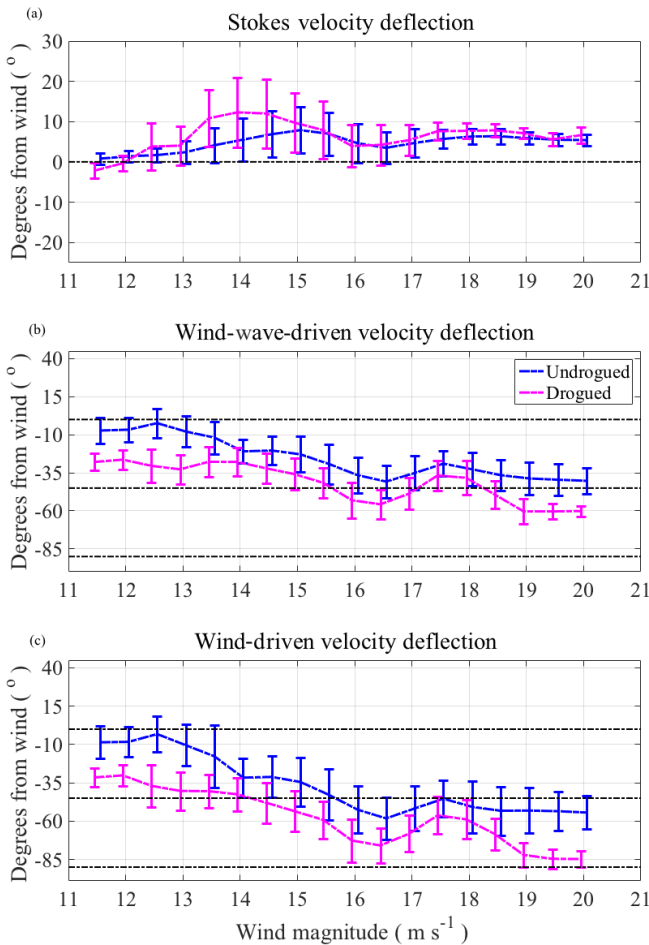 (a)
Stokes velocity deflection
Degrees from wind ( ° )
30
20
10
0
-10
-20
11 12 13 14 15 16 17 18 19 20 21
(b)
Wind-wave-driven velocity deflection
Degrees from wind ( ° )
40
15
-10
-35
-60
-85
Undrogued
Drogued
11 12 13 14 15 16 17 18 19 20 21
(c)
Wind-driven velocity deflection
Degrees from wind ( ° )
40
15
-10
-35
-60
-85
11 12 13 14 15 16 17 18 19 20 21
Wind magnitude ( m s⁻¹ )